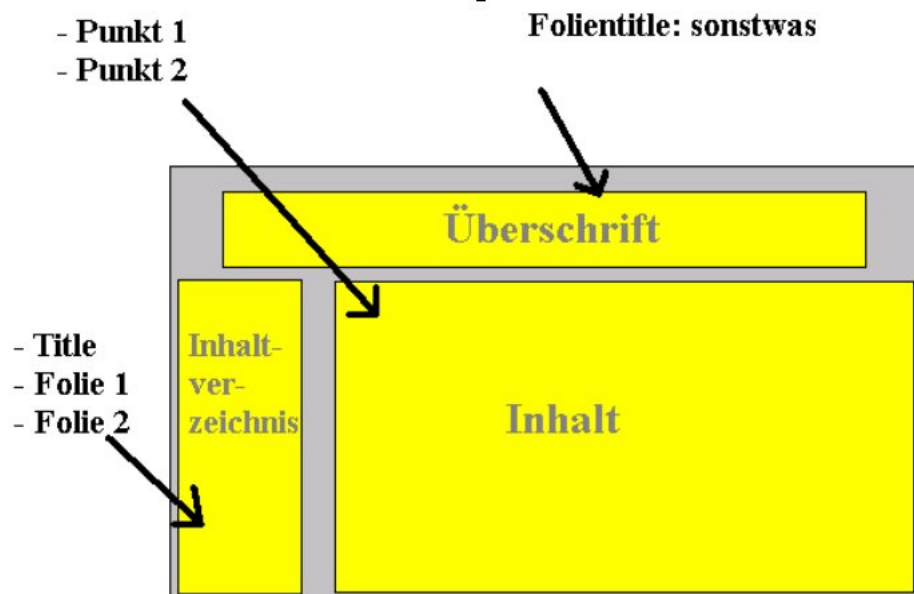 - Punkt 1
- Punkt 2
Folientitle: sonstwas
Überschrift
- Title
- Folie 1
- Folie 2
Inhalt-
ver-
zeichnis
Inhalt